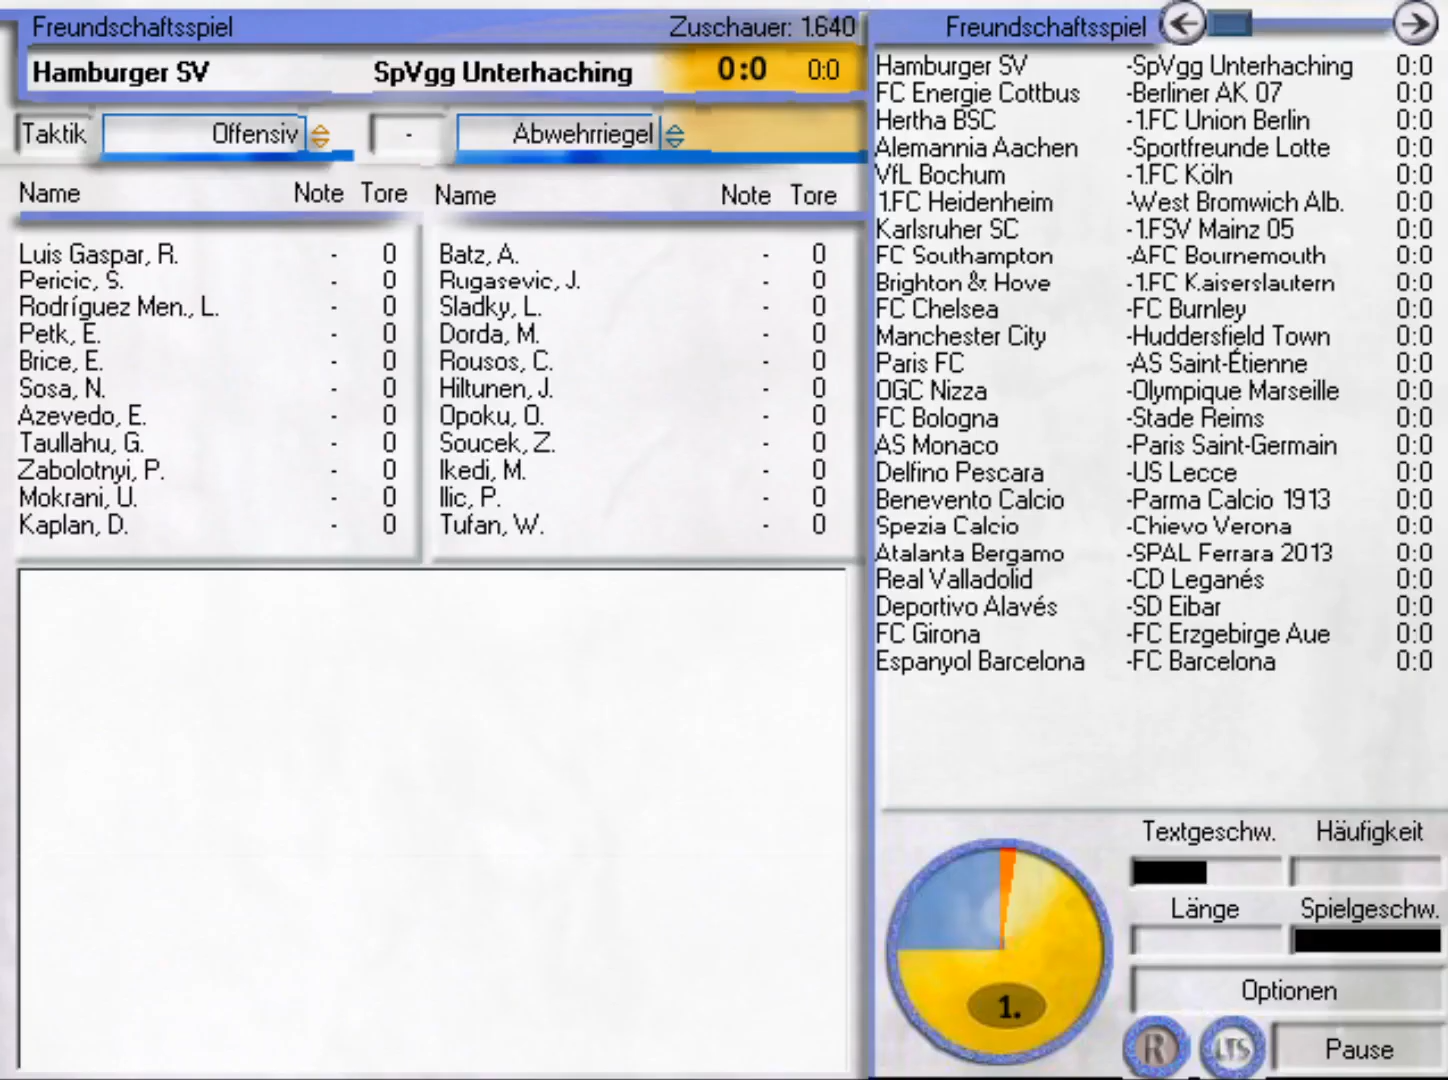 Freundschaftsspiel Zuschauer: 1.640
Hamburger SV SpVgg Unterhaching 0:0 0:0
Taktik Offensiv - Abwehrriegel
Name Note Tore Name Note Tore
Luis Gaspar, R. - 0 Batz, A. - 0
Pericic, S. - 0 Rugasevic, J. - 0
Rodríguez Men., L. - 0 Sladky, L. - 0
Petk, E. - 0 Dorda, M. - 0
Brice, E. - 0 Rousos, C. - 0
Sosa, N. - 0 Hiltunen, J. - 0
Azevedo, E. - 0 Opoku, O. - 0
Taullahu, G. - 0 Soucek, Z. - 0
Zabolotnyi, P. - 0 Ikedi, M. - 0
Mokrani, U. - 0 Ilic, P. - 0
Kaplan, D. - 0 Tufan, W. - 0
Freundschaftsspiel
Hamburger SV -SpVgg Unterhaching 0:0
FC Energie Cottbus -Berliner AK 07 0:0
Hertha BSC -1.FC Union Berlin 0:0
Alemannia Aachen -Sportfreunde Lotte 0:0
VfL Bochum -1.FC Köln 0:0
1.FC Heidenheim -West Bromwich Alb. 0:0
Karlsruher SC -1.FSV Mainz 05 0:0
FC Southampton -AFC Bournemouth 0:0
Brighton & Hove -1.FC Kaiserslautern 0:0
FC Chelsea -FC Burnley 0:0
Manchester City -Huddersfield Town 0:0
Paris FC -AS Saint-Étienne 0:0
OGC Nizza -Olympique Marseille 0:0
FC Bologna -Stade Reims 0:0
AS Monaco -Paris Saint-Germain 0:0
Delfino Pescara -US Lecce 0:0
Benevento Calcio -Parma Calcio 1913 0:0
Spezia Calcio -Chievo Verona 0:0
Atalanta Bergamo -SPAL Ferrara 2013 0:0
Real Valladolid -CD Leganés 0:0
Deportivo Alavés -SD Eibar 0:0
FC Girona -FC Erzgebirge Aue 0:0
Espanyol Barcelona -FC Barcelona 0:0
Textgeschw. Häufigkeit
Länge Spielgeschw.
1.
Optionen
R LTS Pause